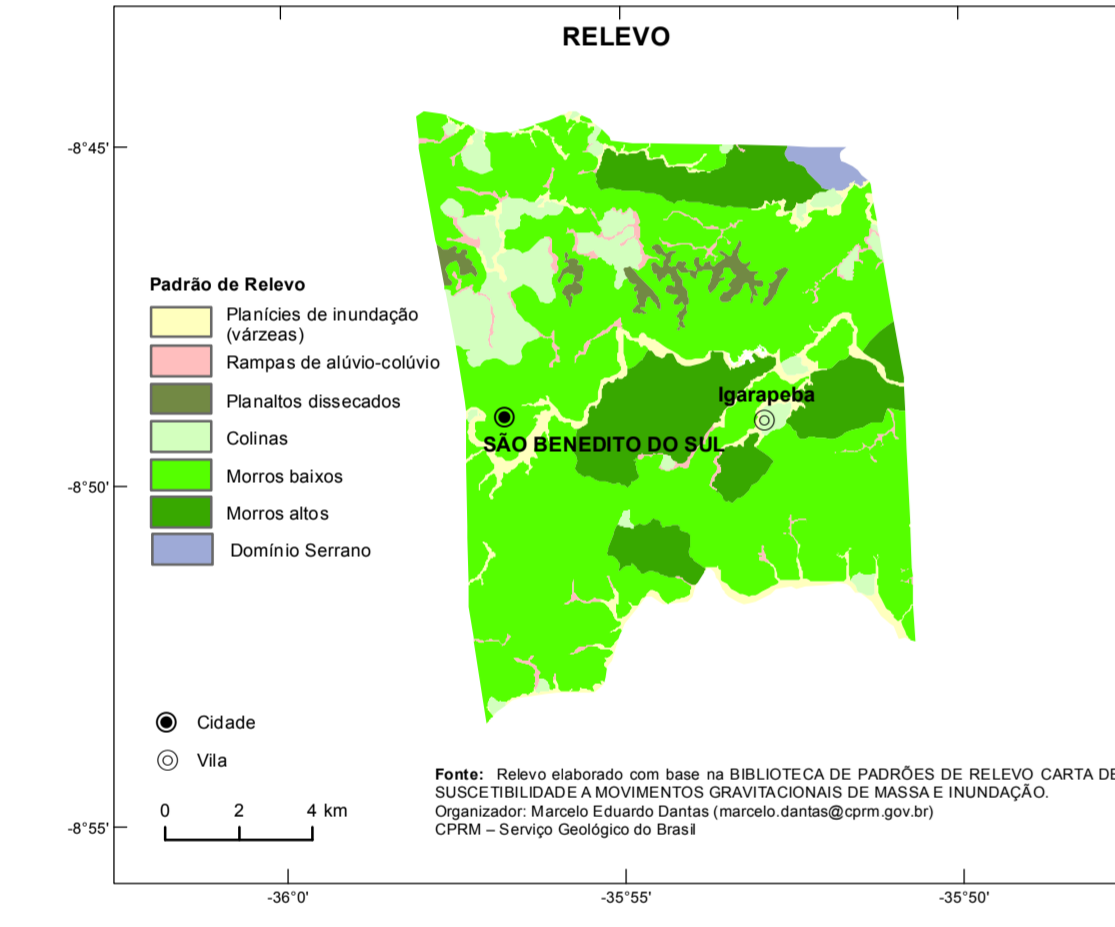 RELEVO
-8°45'
Padrão de Relevo
Planícies de inundação
(várzeas)
Rampas de alúvio-colúvio
Planaltos dissecados
Colinas
Morros baixos
Morros altos
Domínio Serrano
Igarapeba
SÃO BENEDITO DO SUL
-8°50'
Cidade
Vila
0 2 4 km
-8°55'
Fonte: Relevo elaborado com base na BIBLIOTECA DE PADRÕES DE RELEVO CARTA DE
SUSCETIBILIDADE A MOVIMENTOS GRAVITACIONAIS DE MASSA E INUNDAÇÃO.
Organizador: Marcelo Eduardo Dantas (marcelo.dantas@cprm.gov.br)
CPRM – Serviço Geológico do Brasil
-36°0' -35°55' -35°50'